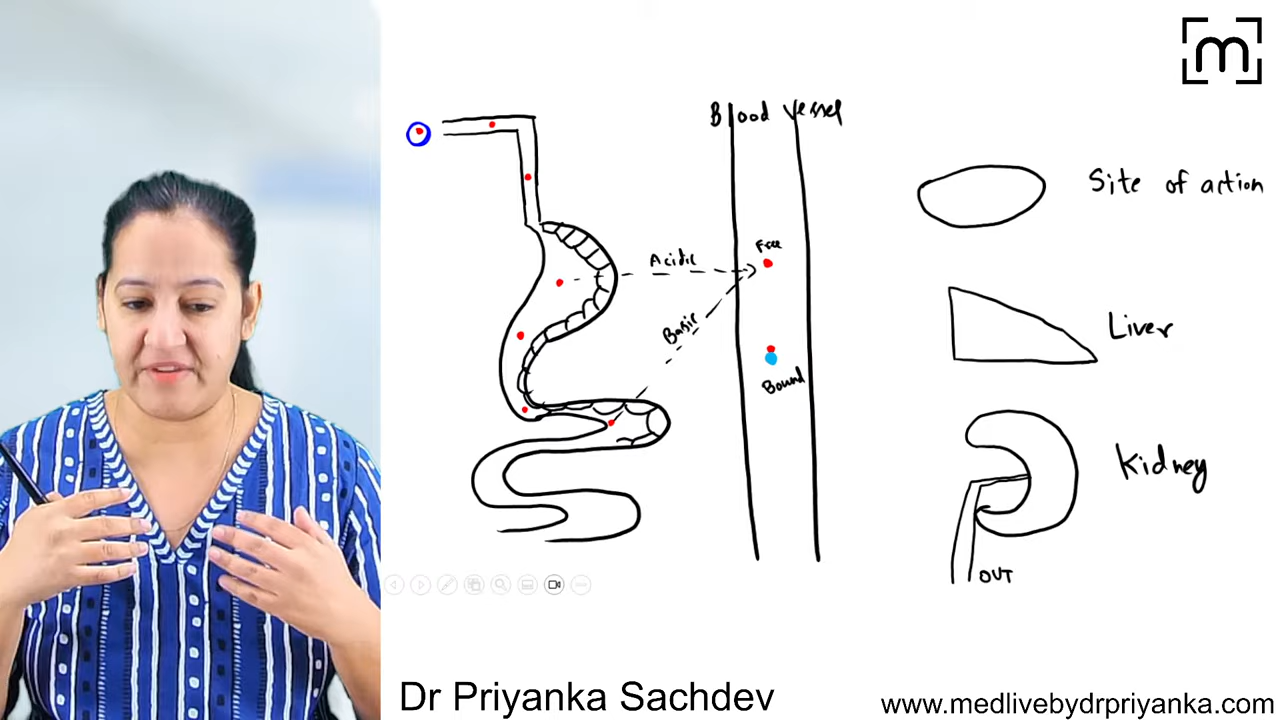 m
Blood Vessel
Site of action
Free
Acidic
Basic
Liver
Bound
Kidney
OUT
Dr Priyanka Sachdev
www.medlivebydrpriyanka.com